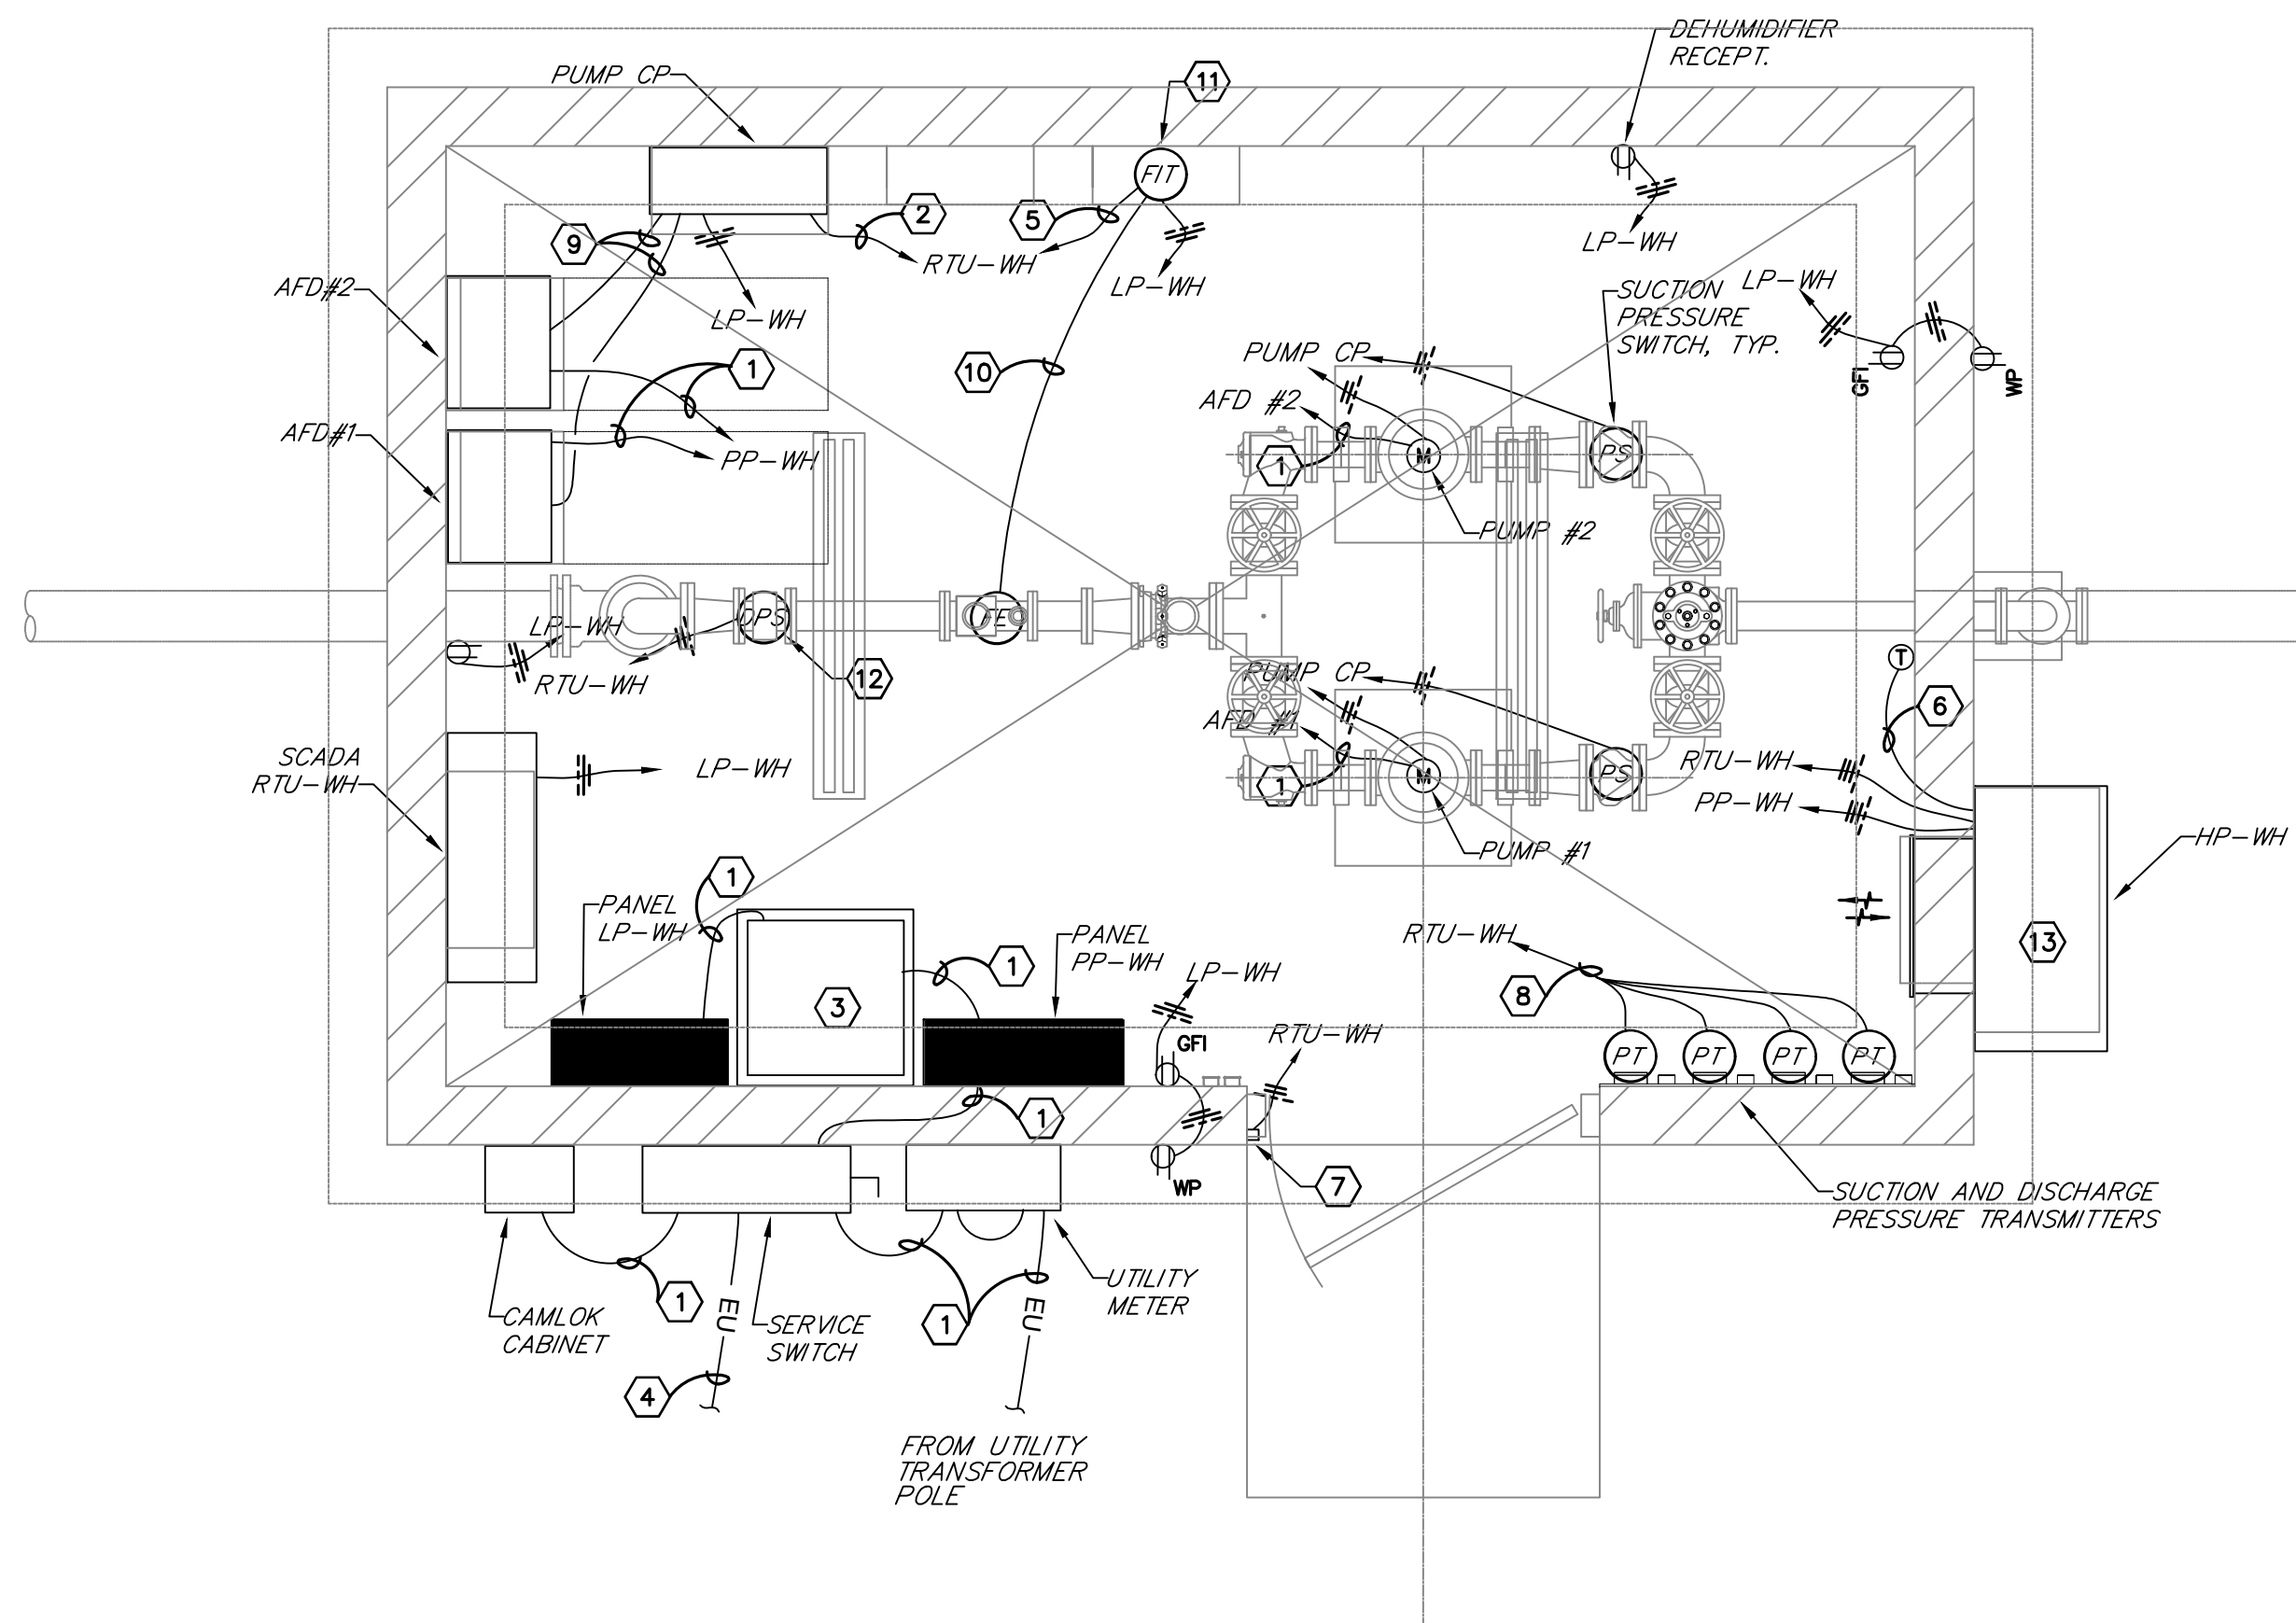 DEHUMIDIFIER
RECEPT.
PUMP CP
11
FIT
2
5
9
RTU-WH
LP-WH
LP-WH
LP-WH
AFD#2
LP-WH
SUCTION
PRESSURE
SWITCH, TYP.
LP-WH
GFI
WP
1
10
PUMP CP
AFD #2
AFD#1
PP-WH
1
M
PS
PUMP #2
LP-WH
DPS
FE
RTU-WH
12
T
6
PUMP CP
AFD #1
1
M
PS
PUMP #1
SCADA
RTU-WH
LP-WH
RTU-WH
PP-WH
HP-WH
13
1
PANEL
LP-WH
3
1
PANEL
PP-WH
LP-WH
GFI
RTU-WH
RTU-WH
8
PT
PT
PT
PT
1
WP
7
SUCTION AND DISCHARGE
PRESSURE TRANSMITTERS
UTILITY
METER
1
1
EU
EU
CAMLOK
CABINET
SERVICE
SWITCH
4
FROM UTILITY
TRANSFORMER
POLE